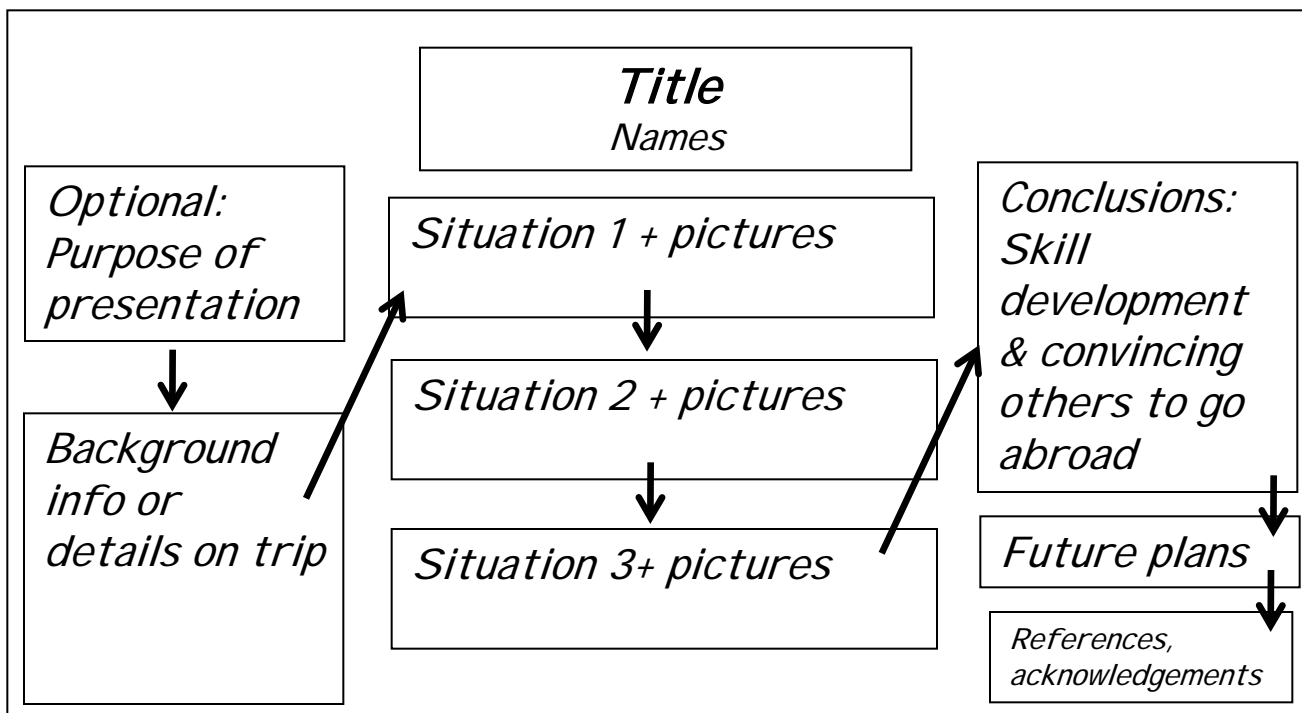 Title
Names
Optional:
Purpose of
presentation
Background
info or
details on trip
Situation 1 + pictures
Situation 2 + pictures
Situation 3+ pictures
Conclusions:
Skill
development
& convincing
others to go
abroad
Future plans
References,
acknowledgements